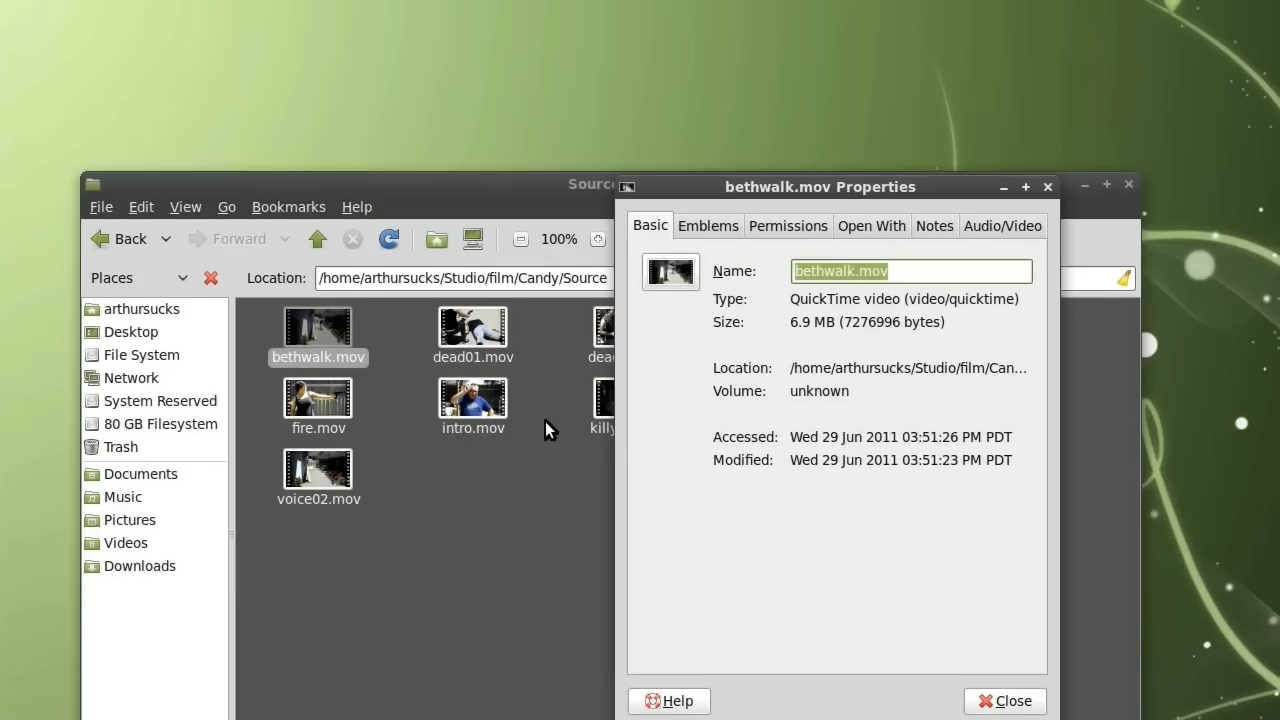 Source
bethwalk.mov Properties
File Edit View Go Bookmarks Help
Back Forward 100%
Places Location: /home/arthursucks/Studio/film/Candy/Source
arthursucks
Desktop
File System
Network
System Reserved
80 GB Filesystem
Trash
Documents
Music
Pictures
Videos
Downloads
bethwalk.mov dead01.mov
fire.mov intro.mov
voice02.mov
Basic Emblems Permissions Open With Notes Audio/Video
Name: bethwalk.mov
Type: QuickTime video (video/quicktime)
Size: 6.9 MB (7276996 bytes)
Location: /home/arthursucks/Studio/film/Can...
Volume: unknown
Accessed: Wed 29 Jun 2011 03:51:26 PM PDT
Modified: Wed 29 Jun 2011 03:51:23 PM PDT
Help Close